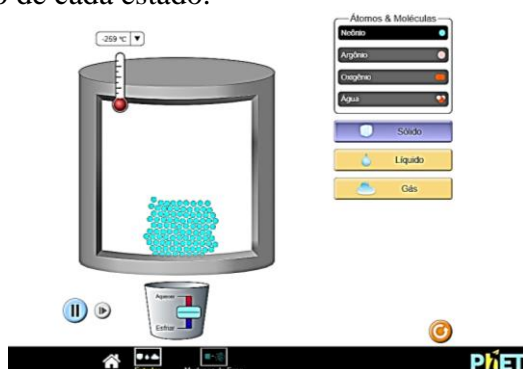 o de cada estado.
-259 °C
Átomos & Moléculas
Neônio
Argônio
Oxigênio
Água
Sólido
Líquido
Gás
Aquecer
Esfriar
PhET